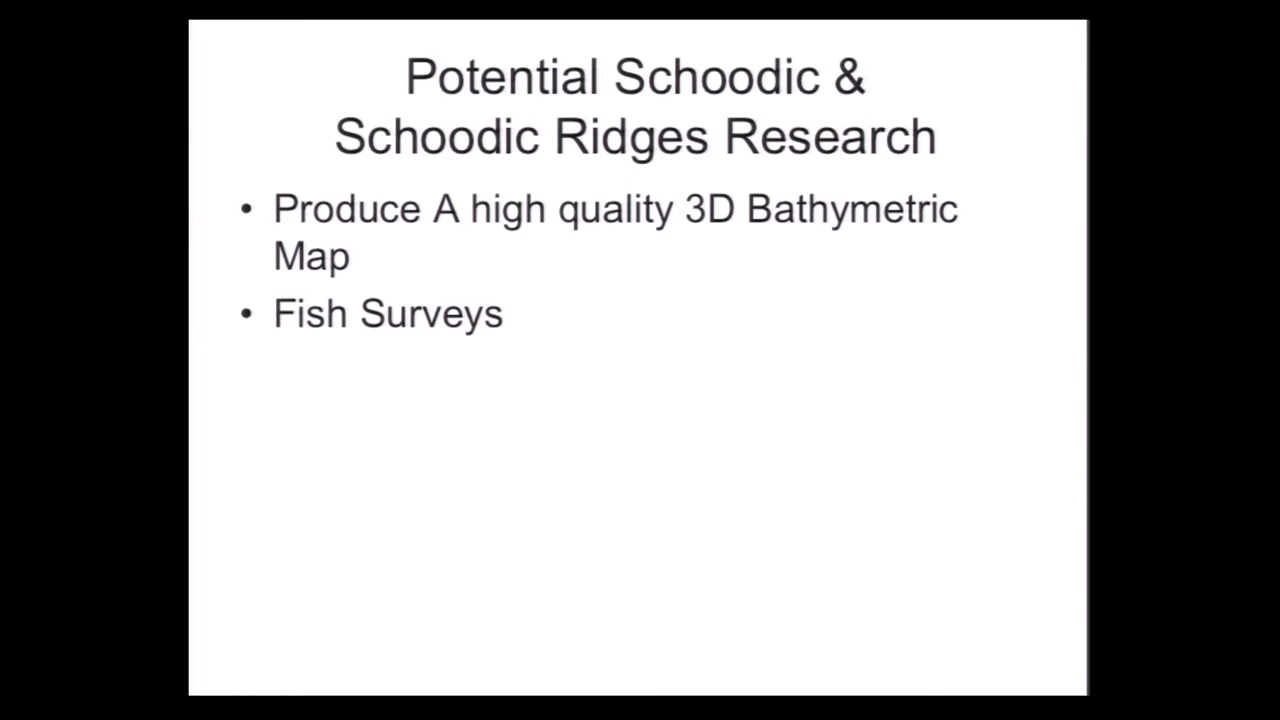 Potential Schoodic &
Schoodic Ridges Research
• Produce A high quality 3D Bathymetric
Map
• Fish Surveys